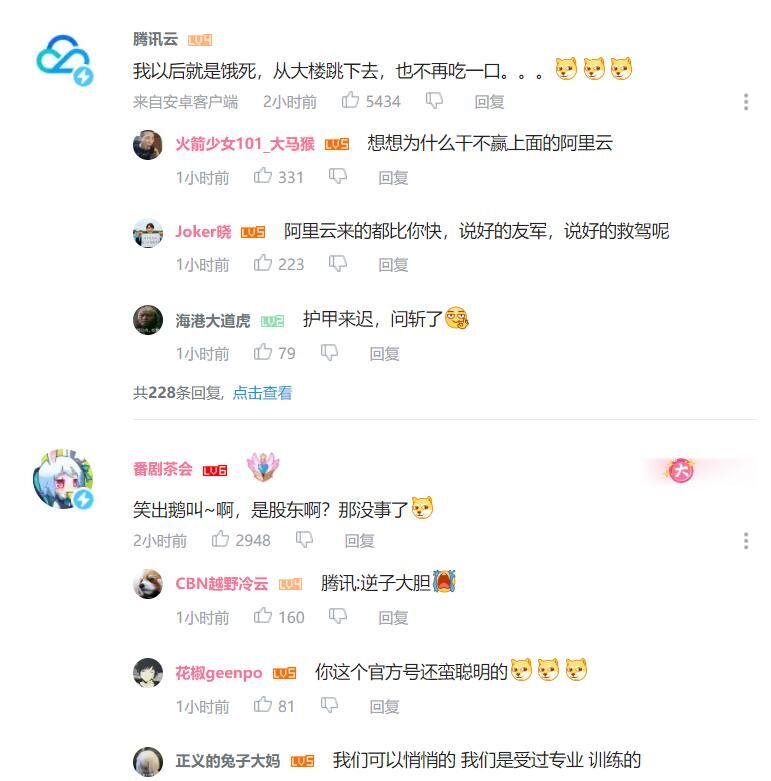 腾讯云 LV4
我以后就是饿死，从大楼跳下去，也不再吃一口。。。
来自安卓客户端 2小时前 5434 回复
火箭少女101_大马猴 LV5 想想为什么干不赢上面的阿里云
1小时前 331 回复
Joker晓 LV5 阿里云来的都比你快，说好的友军，说好的救驾呢
1小时前 223 回复
海港大道虎 LV2 护甲来迟，问斩了
1小时前 79 回复
共228条回复, 点击查看
番剧茶会 LV6
大
笑出鹅叫~啊，是股东啊？那没事了
2小时前 2948 回复
CBN越野冷云 LV4 腾讯:逆子大胆
1小时前 160 回复
花椒geenpo LV5 你这个官方号还蛮聪明的
1小时前 81 回复
正义的兔子大妈 LV5 我们可以悄悄的 我们是受过专业 训练的